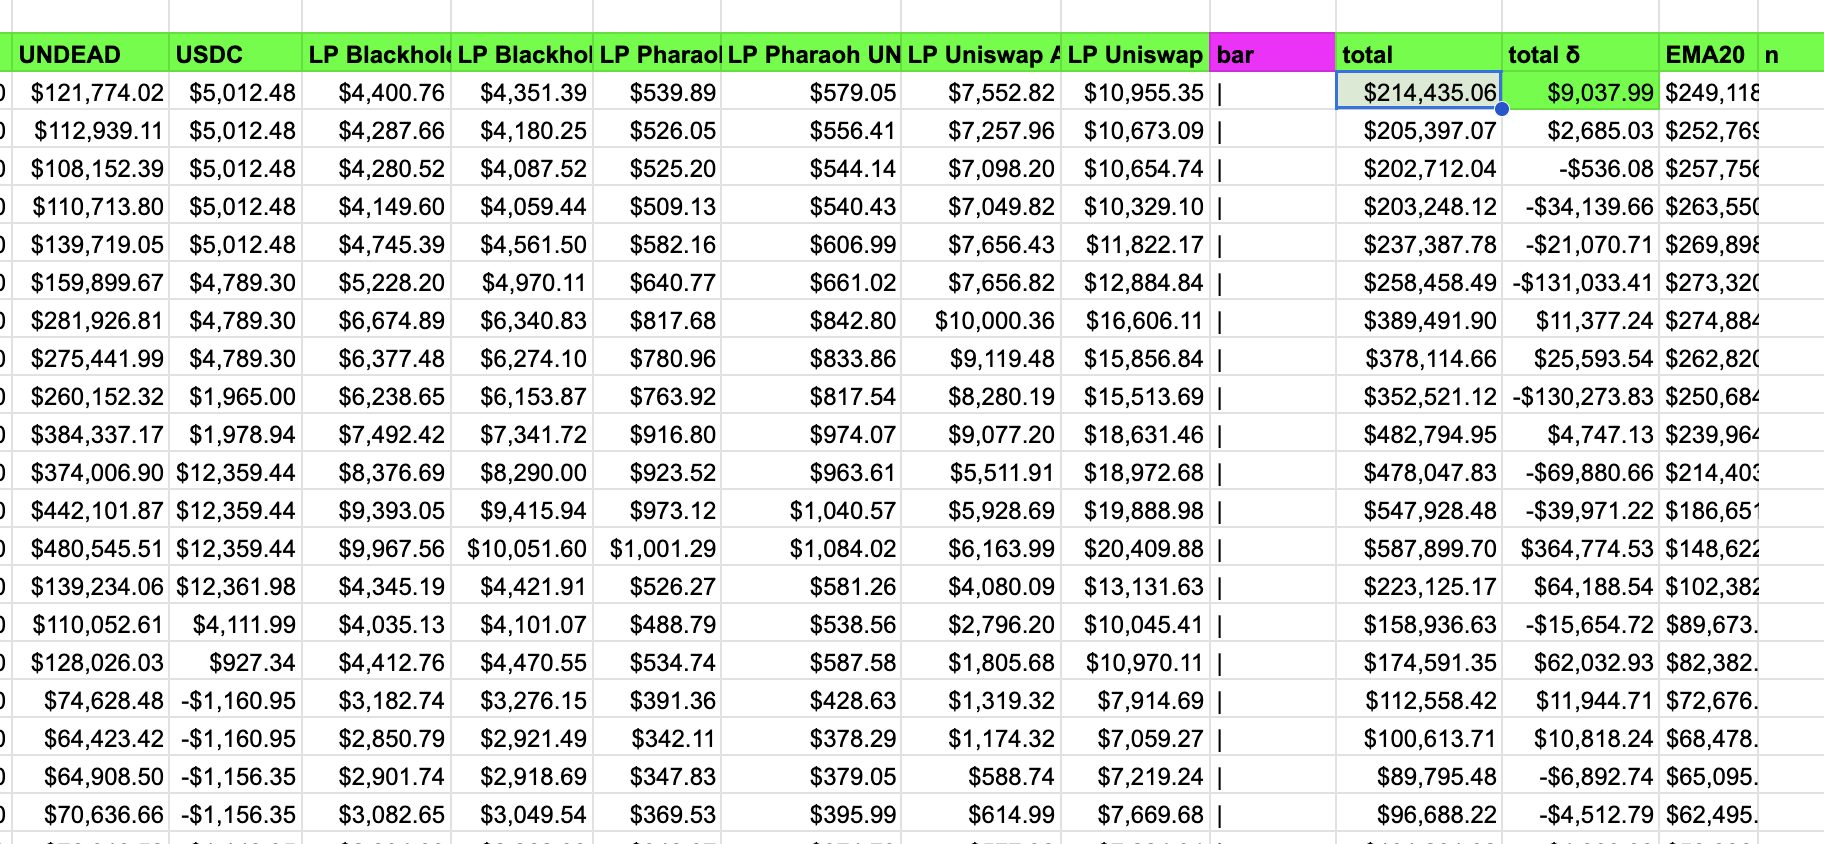 UNDEAD USDC LP Blackhole LP Blackhol LP Pharaol LP Pharaoh UN LP Uniswap A LP Uniswap bar total total δ EMA20 n
$121,774.02 $5,012.48 $4,400.76 $4,351.39 $539.89 $579.05 $7,552.82 $10,955.35 | $214,435.06 $9,037.99 $249,118
$112,939.11 $5,012.48 $4,287.66 $4,180.25 $526.05 $556.41 $7,257.96 $10,673.09 | $205,397.07 $2,685.03 $252,769
$108,152.39 $5,012.48 $4,280.52 $4,087.52 $525.20 $544.14 $7,098.20 $10,654.74 | $202,712.04 -$536.08 $257,756
$110,713.80 $5,012.48 $4,149.60 $4,059.44 $509.13 $540.43 $7,049.82 $10,329.10 | $203,248.12 -$34,139.66 $263,550
$139,719.05 $5,012.48 $4,745.39 $4,561.50 $582.16 $606.99 $7,656.43 $11,822.17 | $237,387.78 -$21,070.71 $269,898
$159,899.67 $4,789.30 $5,228.20 $4,970.11 $640.77 $661.02 $7,656.82 $12,884.84 | $258,458.49 -$131,033.41 $273,320
$281,926.81 $4,789.30 $6,674.89 $6,340.83 $817.68 $842.80 $10,000.36 $16,606.11 | $389,491.90 $11,377.24 $274,884
$275,441.99 $4,789.30 $6,377.48 $6,274.10 $780.96 $833.86 $9,119.48 $15,856.84 | $378,114.66 $25,593.54 $262,820
$260,152.32 $1,965.00 $6,238.65 $6,153.87 $763.92 $817.54 $8,280.19 $15,513.69 | $352,521.12 -$130,273.83 $250,684
$384,337.17 $1,978.94 $7,492.42 $7,341.72 $916.80 $974.07 $9,077.20 $18,631.46 | $482,794.95 $4,747.13 $239,964
$374,006.90 $12,359.44 $8,376.69 $8,290.00 $923.52 $963.61 $5,511.91 $18,972.68 | $478,047.83 -$69,880.66 $214,403
$442,101.87 $12,359.44 $9,393.05 $9,415.94 $973.12 $1,040.57 $5,928.69 $19,888.98 | $547,928.48 -$39,971.22 $186,651
$480,545.51 $12,359.44 $9,967.56 $10,051.60 $1,001.29 $1,084.02 $6,163.99 $20,409.88 | $587,899.70 $364,774.53 $148,622
$139,234.06 $12,361.98 $4,345.19 $4,421.91 $526.27 $581.26 $4,080.09 $13,131.63 | $223,125.17 $64,188.54 $102,382
$110,052.61 $4,111.99 $4,035.13 $4,101.07 $488.79 $538.56 $2,796.20 $10,045.41 | $158,936.63 -$15,654.72 $89,673.
$128,026.03 $927.34 $4,412.76 $4,470.55 $534.74 $587.58 $1,805.68 $10,970.11 | $174,591.35 $62,032.93 $82,382.
$74,628.48 -$1,160.95 $3,182.74 $3,276.15 $391.36 $428.63 $1,319.32 $7,914.69 | $112,558.42 $11,944.71 $72,676.
$64,423.42 -$1,160.95 $2,850.79 $2,921.49 $342.11 $378.29 $1,174.32 $7,059.27 | $100,613.71 $10,818.24 $68,478.
$64,908.50 -$1,156.35 $2,901.74 $2,918.69 $347.83 $379.05 $588.74 $7,219.24 | $89,795.48 -$6,892.74 $65,095.
$70,636.66 -$1,156.35 $3,082.65 $3,049.54 $369.53 $395.99 $614.99 $7,669.68 | $96,688.22 -$4,512.79 $62,495.